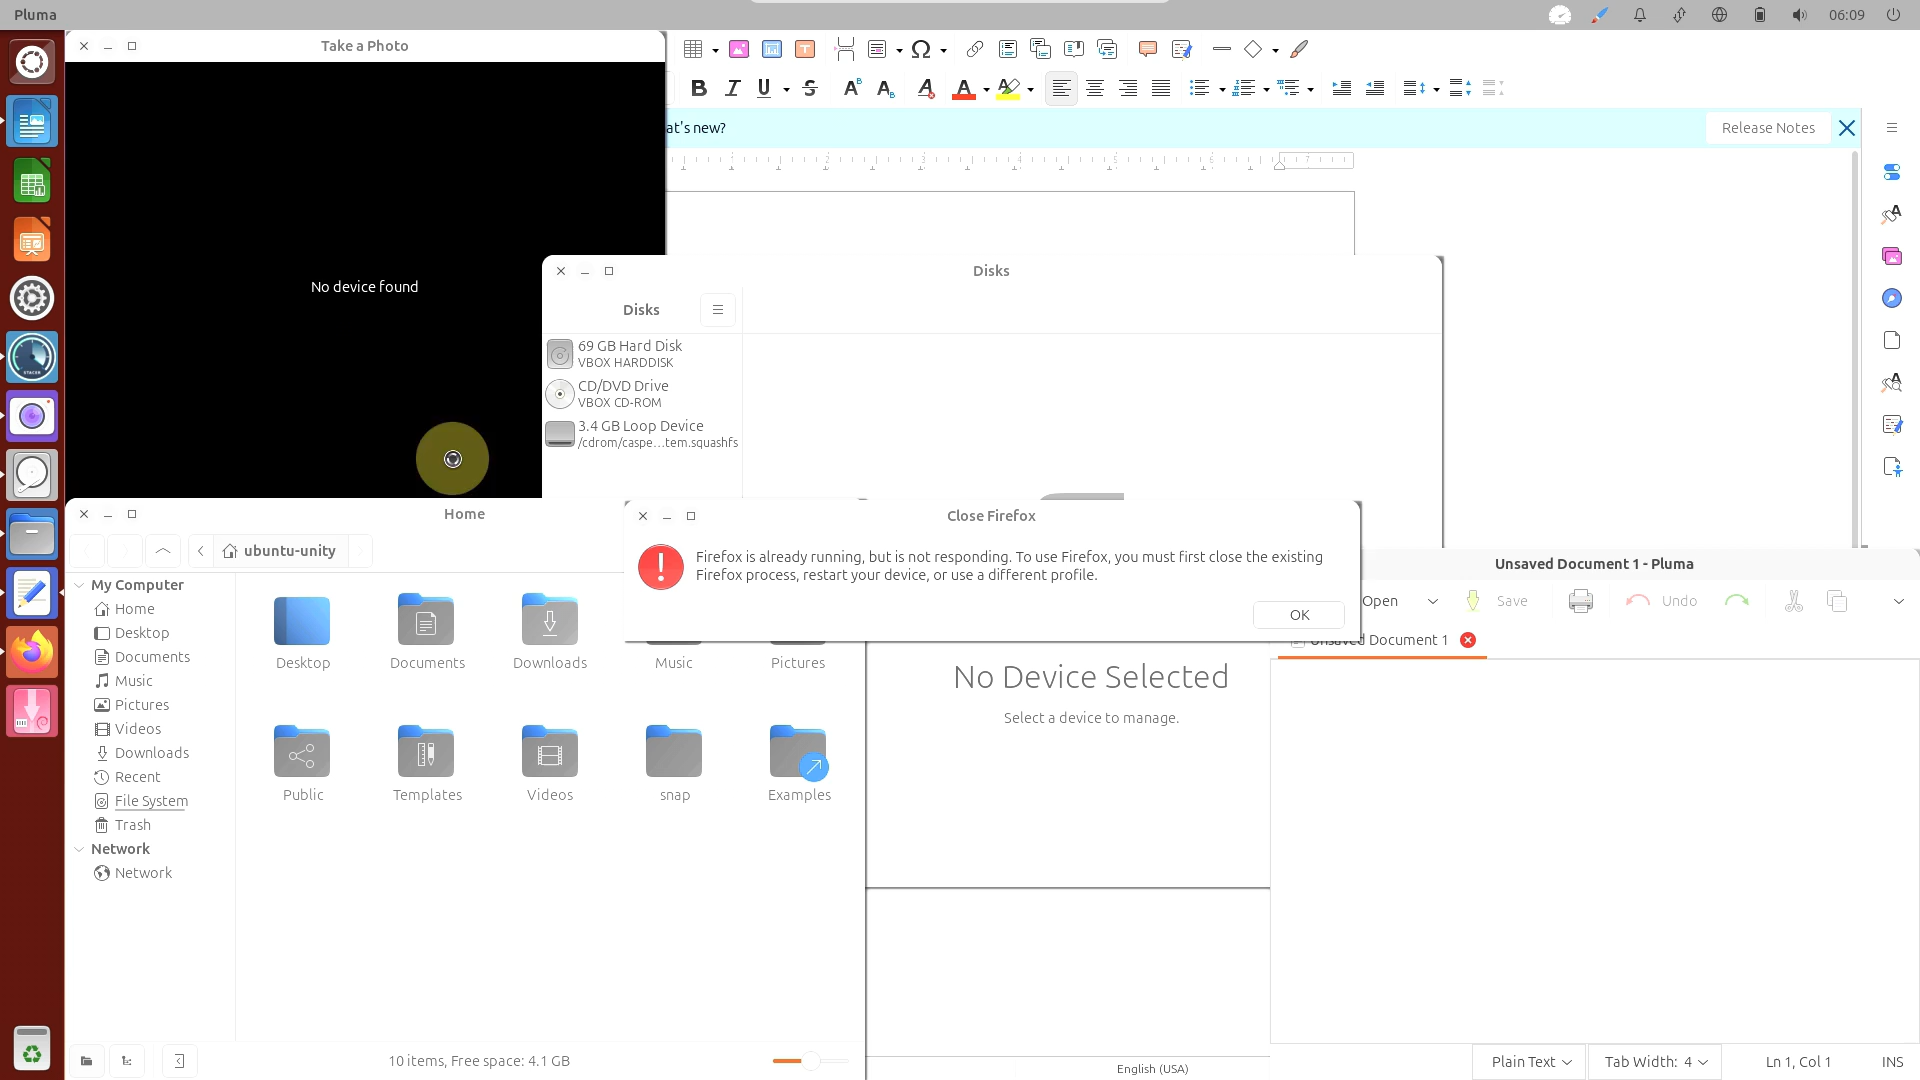 Pluma
06:09
Take a Photo
at's new?
Release Notes
No device found
Disks
Disks
69 GB Hard Disk
VBOX HARDDISK
CD/DVD Drive
VBOX CD-ROM
3.4 GB Loop Device
/cdrom/caspe...tem.squashfs
STACER
Home
ubuntu-unity
My Computer
Home
Desktop
Documents
Music
Pictures
Videos
Downloads
Recent
File System
Trash
Network
Network
Desktop
Documents
Downloads
Music
Pictures
Public
Templates
Videos
snap
Examples
10 items, Free space: 4.1 GB
Close Firefox
Firefox is already running, but is not responding. To use Firefox, you must first close the existing
Firefox process, restart your device, or use a different profile.
OK
No Device Selected
Select a device to manage.
English (USA)
Unsaved Document 1 - Pluma
Open
Save
Undo
Unsaved Document 1
Plain Text
Tab Width: 4
Ln 1, Col 1
INS